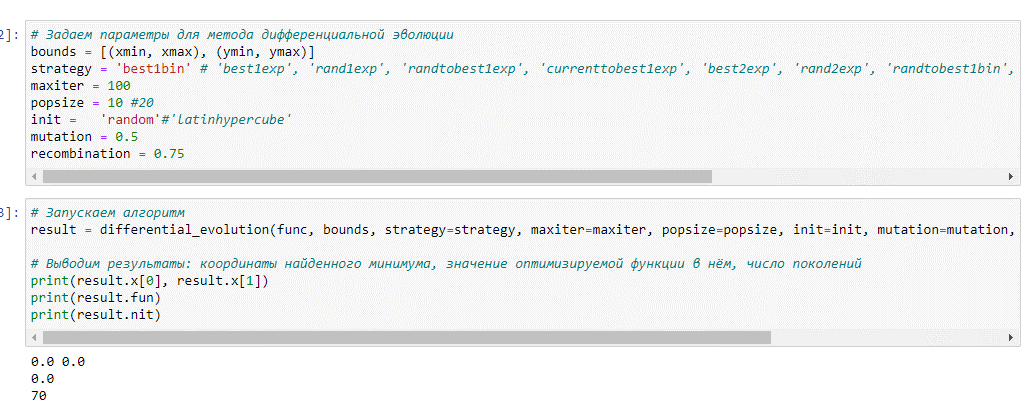 2]: # Задаем параметры для метода дифференциальной эволюции
bounds = [(xmin, xmax), (ymin, ymax)]
strategy = 'best1bin' # 'best1exp', 'rand1exp', 'randtobest1exp', 'currenttobest1exp', 'best2exp', 'rand2exp', 'randtobest1bin',
maxiter = 100
popsize = 10 #20
init =   'random'#'latinhypercube'
mutation = 0.5
recombination = 0.75
3]: # Запускаем алгоритм
result = differential_evolution(func, bounds, strategy=strategy, maxiter=maxiter, popsize=popsize, init=init, mutation=mutation,
# Выводим результаты: координаты найденного минимума, значение оптимизируемой функции в нём, число поколений
print(result.x[0], result.x[1])
print(result.fun)
print(result.nit)
0.0 0.0
0.0
70